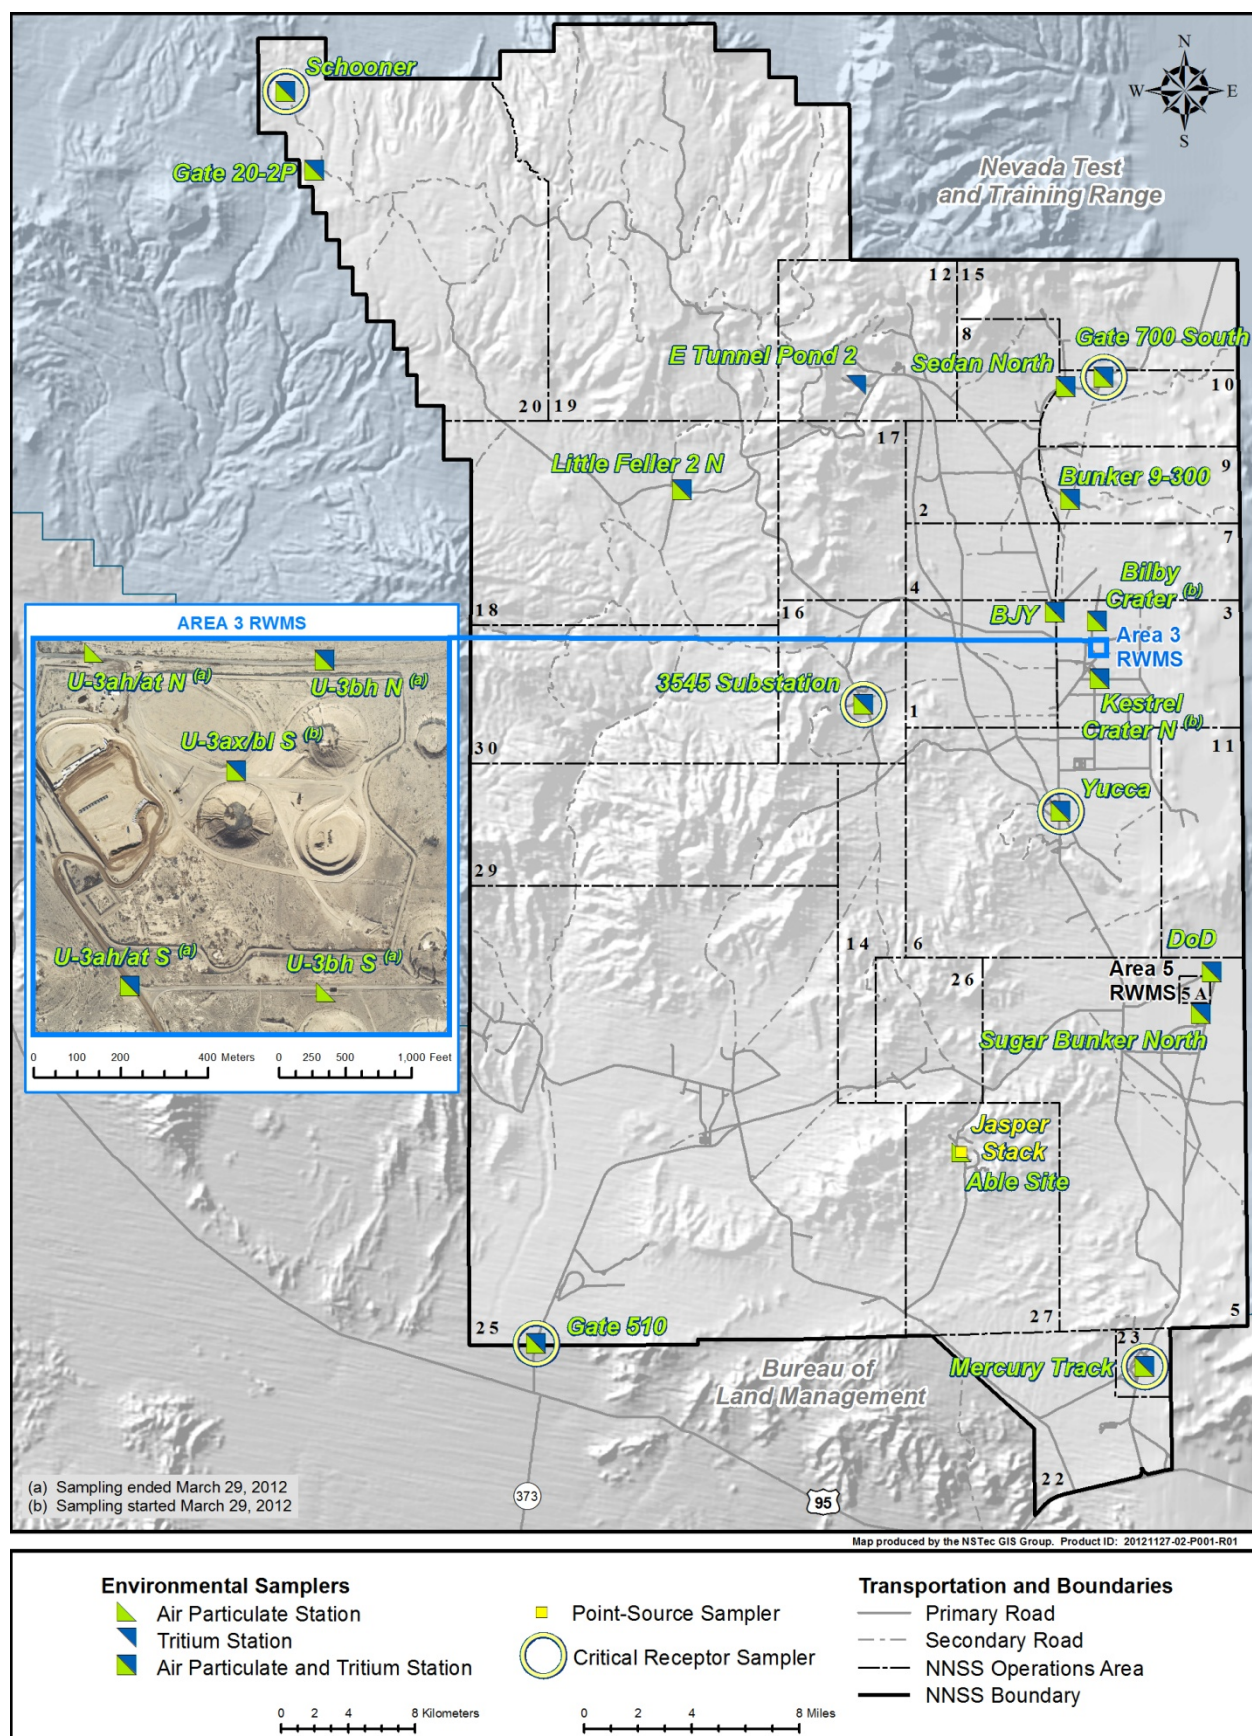 N
W E
S
Schooner
Gate 20-2P
Nevada Test
and Training Range
12 15
8
E Tunnel Pond 2
Sedan North
Gate 700 South
10
20 19
17
Little Feller 2 N
9
Bunker 9-300
2
7
Bilby
Crater (b)
4
18
16
BJY
3
AREA 3 RWMS
Area 3
RWMS
U-3ah/at N (a)
U-3bh N (a)
3545 Substation
1
Kestrel
Crater N (b)
U-3ax/bl S (b)
30
11
Yucca
29
14
6
DoD
U-3ah/at S (a)
U-3bh S (a)
26
Area 5
RWMS
5A
Sugar Bunker North
0 100 200 400 Meters
0 250 500 1,000 Feet
Jasper
Stack
Able Site
25
Gate 510
27
5
23
Bureau of
Land Management
Mercury Track
22
(a) Sampling ended March 29, 2012
(b) Sampling started March 29, 2012
373
95
Map produced by the NSTec GIS Group. Product ID: 20121127-02-P001-R01
Environmental Samplers
Air Particulate Station
Tritium Station
Air Particulate and Tritium Station
Point-Source Sampler
Critical Receptor Sampler
Transportation and Boundaries
Primary Road
Secondary Road
NNSS Operations Area
NNSS Boundary
0 2 4 8 Kilometers
0 2 4 8 Miles